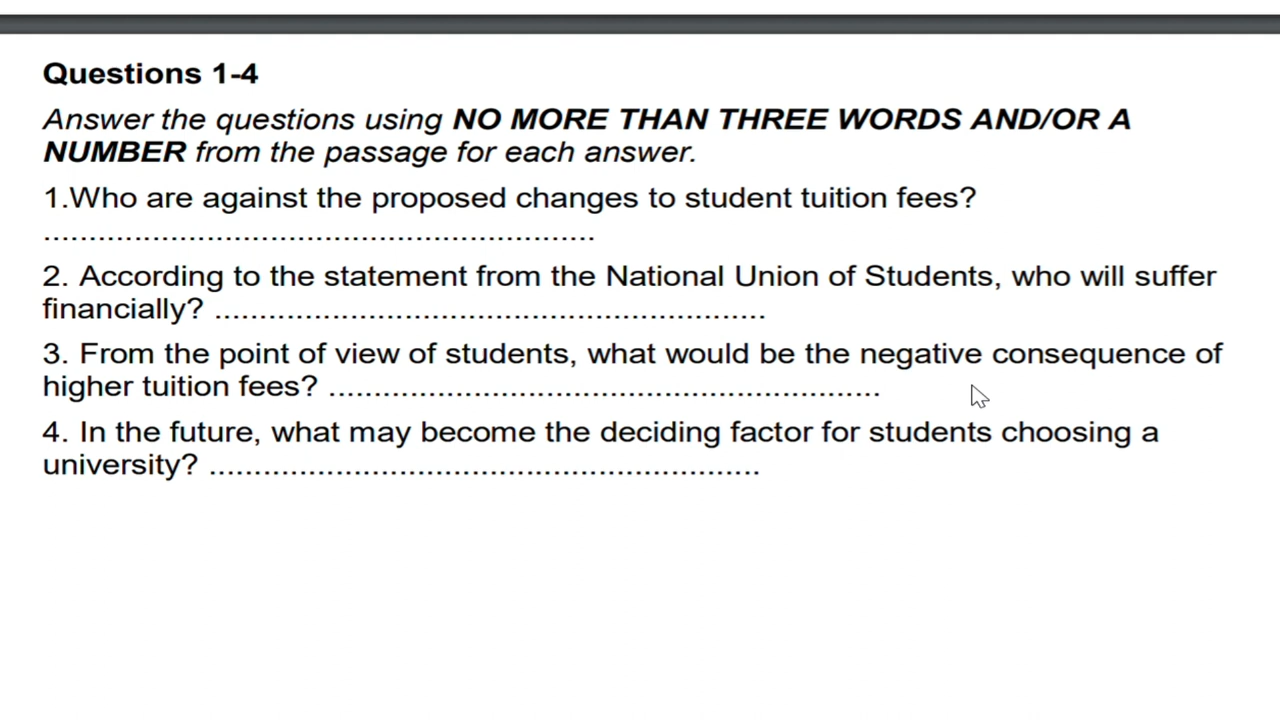 Questions 1-4
Answer the questions using NO MORE THAN THREE WORDS AND/OR A
NUMBER from the passage for each answer.
1.Who are against the proposed changes to student tuition fees?
.............................................................
2. According to the statement from the National Union of Students, who will suffer
financially? .............................................................
3. From the point of view of students, what would be the negative consequence of
higher tuition fees? .............................................................
4. In the future, what may become the deciding factor for students choosing a
university? .............................................................